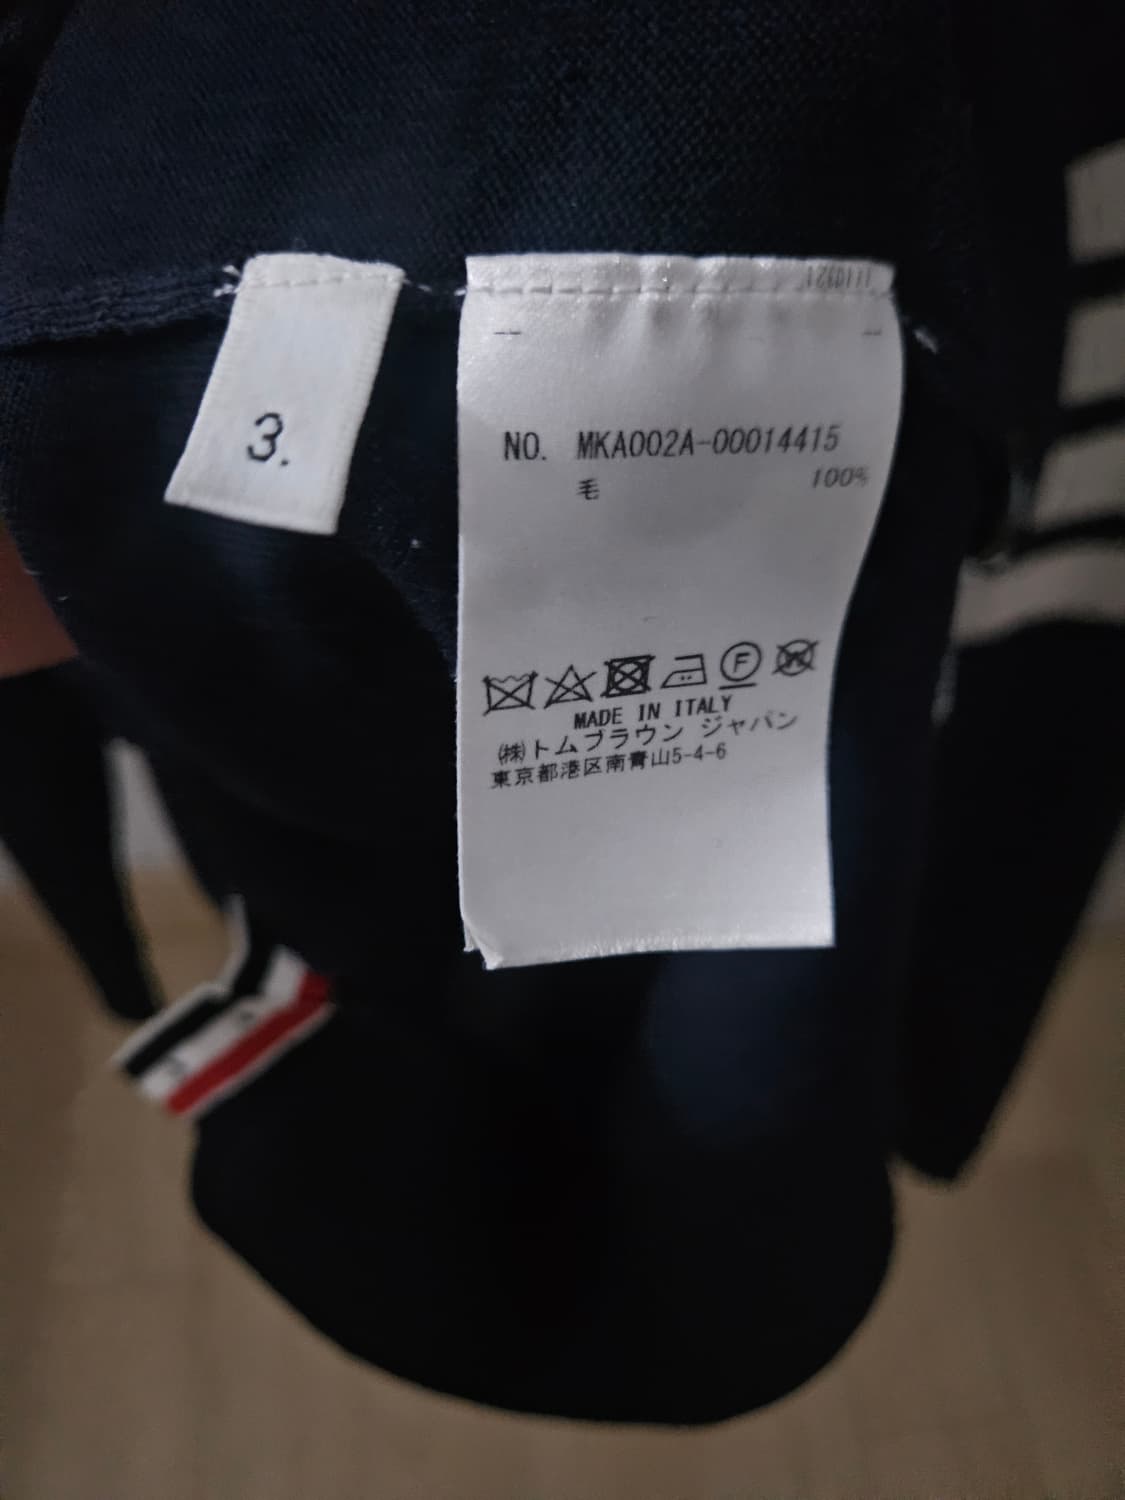 3.
NO. MKA002A-00014415
毛 100%
F
W
MADE IN ITALY
㈱トムブラウン ジャパン
東京都港区南青山5-4-6